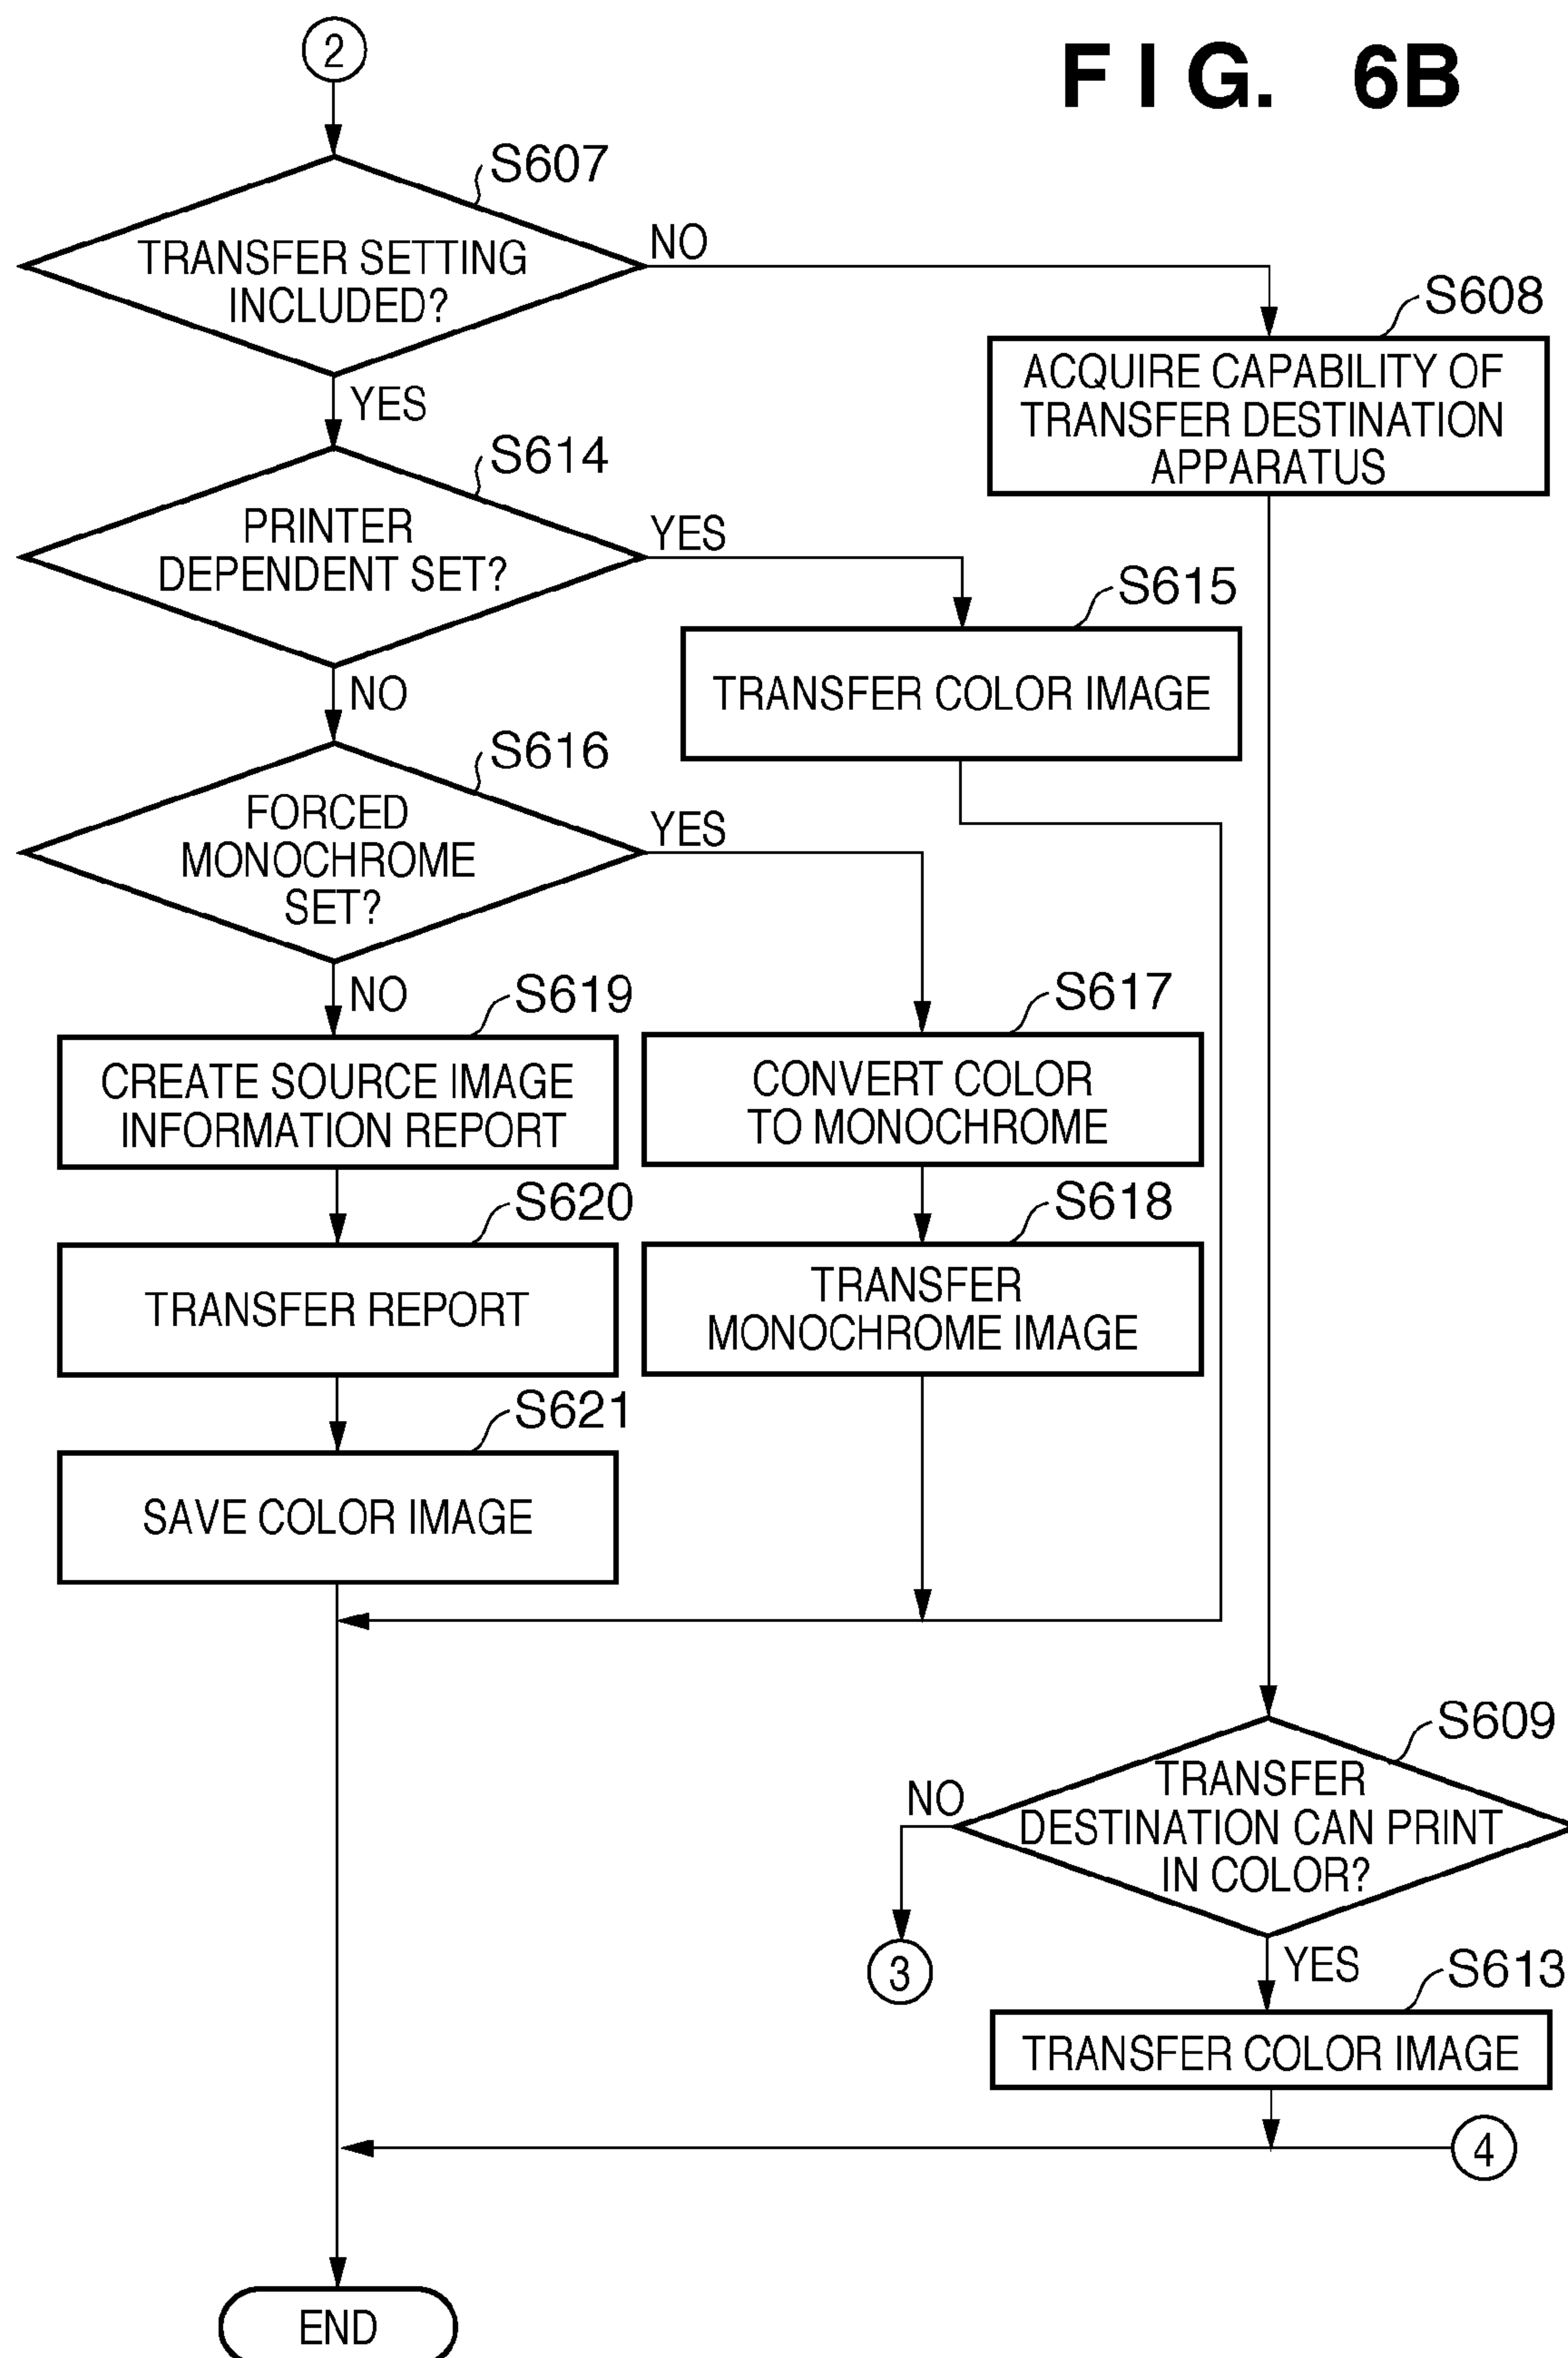 FIG. 6B
2
S607
TRANSFER SETTING
INCLUDED?
NO
YES
S608
ACQUIRE CAPABILITY OF
TRANSFER DESTINATION
APPARATUS
S614
PRINTER
DEPENDENT SET?
YES
NO
S615
TRANSFER COLOR IMAGE
S616
FORCED
MONOCHROME
SET?
YES
NO
S619
CREATE SOURCE IMAGE
INFORMATION REPORT
S617
CONVERT COLOR
TO MONOCHROME
S620
TRANSFER REPORT
S618
TRANSFER
MONOCHROME IMAGE
S621
SAVE COLOR IMAGE
S609
TRANSFER
DESTINATION CAN PRINT
IN COLOR?
NO
3
YES
S613
TRANSFER COLOR IMAGE
4
END